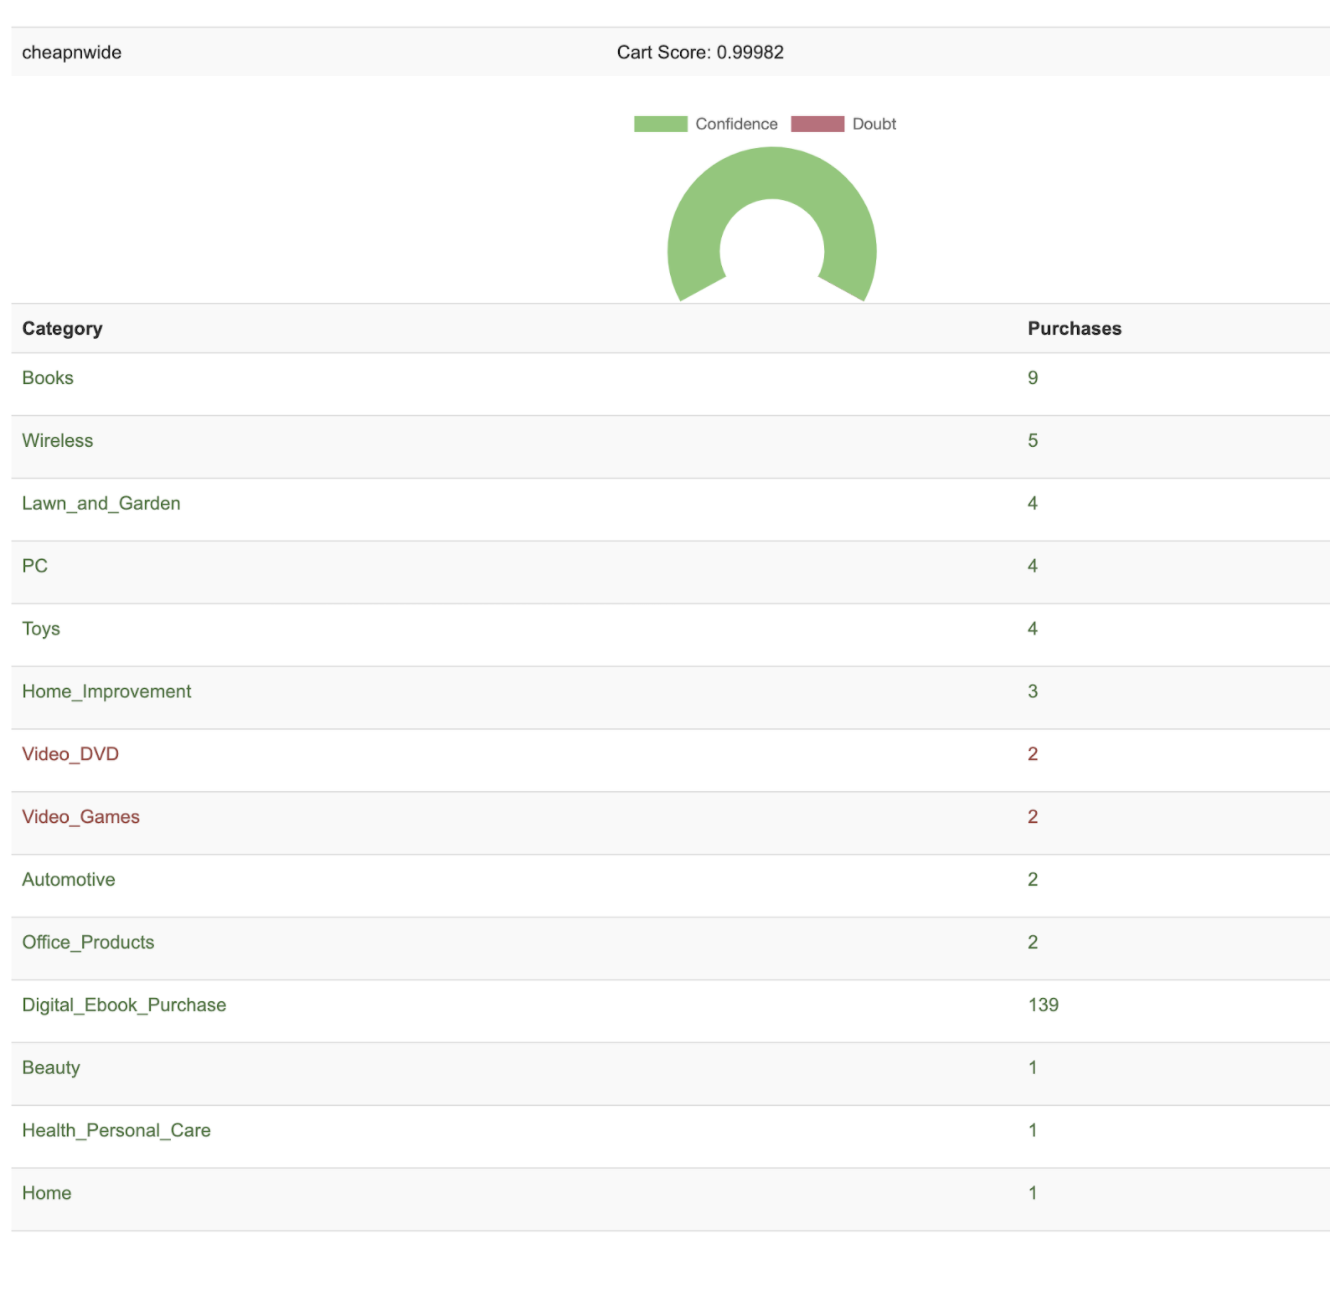 cheapnwide Cart Score: 0.99982
Confidence Doubt
Category Purchases
Books 9
Wireless 5
Lawn_and_Garden 4
PC 4
Toys 4
Home_Improvement 3
Video_DVD 2
Video_Games 2
Automotive 2
Office_Products 2
Digital_Ebook_Purchase 139
Beauty 1
Health_Personal_Care 1
Home 1